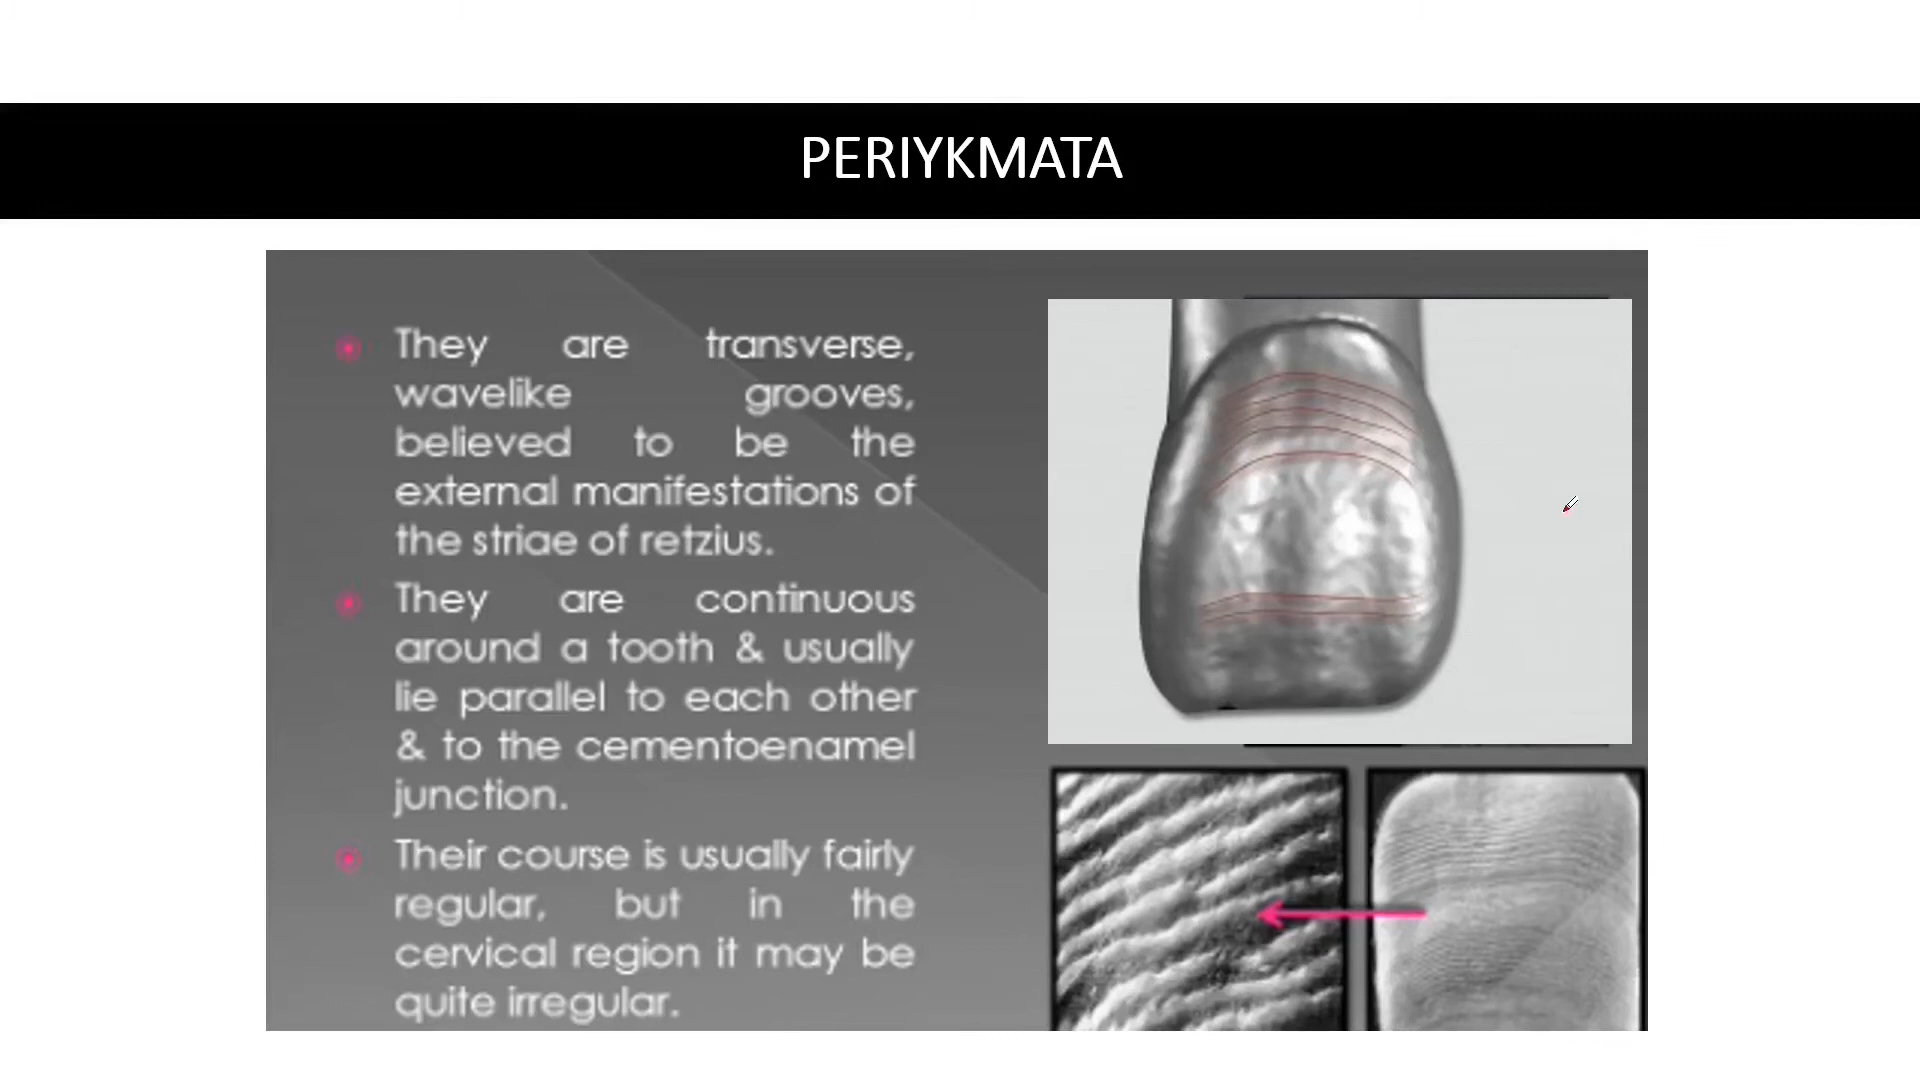 PERIYKMATA
They are transverse,
wavelike grooves,
believed to be the
external manifestations of
the striae of retzius.
They are continuous
around a tooth & usually
lie parallel to each other
& to the cementoenamel
junction.
Their course is usually fairly
regular, but in the
cervical region it may be
quite irregular.